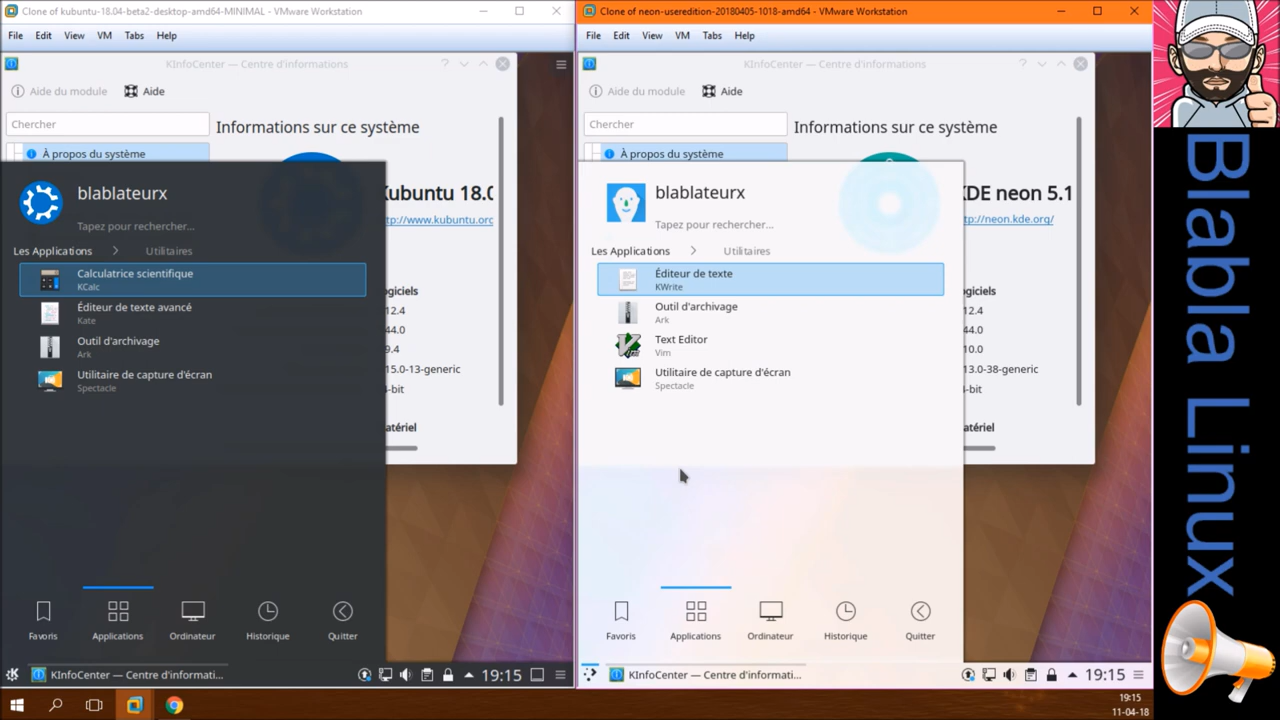 Clone of kubuntu-18.04-beta2-desktop-amd64-MINIMAL - VMware Workstation
File Edit View VM Tabs Help
KInfoCenter — Centre d'informations
Aide du module Aide
Chercher
Informations sur ce système
À propos du système
Kubuntu 18.0
ttp://www.kubuntu.org
blablateurx
Tapez pour rechercher...
Les Applications Utilitaires
Calculatrice scientifique
KCalc
Éditeur de texte avancé
Kate
Outil d'archivage
Ark
Utilitaire de capture d'écran
Spectacle
ogiciels
12.4
44.0
9.4
15.0-13-generic
-bit
atériel
Favoris Applications Ordinateur Historique Quitter
KInfoCenter — Centre d'informati...
19:15
Clone of neon-useredition-20180405-1018-amd64 - VMware Workstation
File Edit View VM Tabs Help
KInfoCenter — Centre d'informations
Aide du module Aide
Chercher
Informations sur ce système
À propos du système
KDE neon 5.1
ttp://neon.kde.org/
blablateurx
Tapez pour rechercher...
Les Applications Utilitaires
Éditeur de texte
KWrite
Outil d'archivage
Ark
Text Editor
Vim
Utilitaire de capture d'écran
Spectacle
ogiciels
12.4
44.0
10.0
13.0-38-generic
-bit
atériel
Favoris Applications Ordinateur Historique Quitter
KInfoCenter — Centre d'informati...
19:15
19:15
11-04-18
Blabla Linux